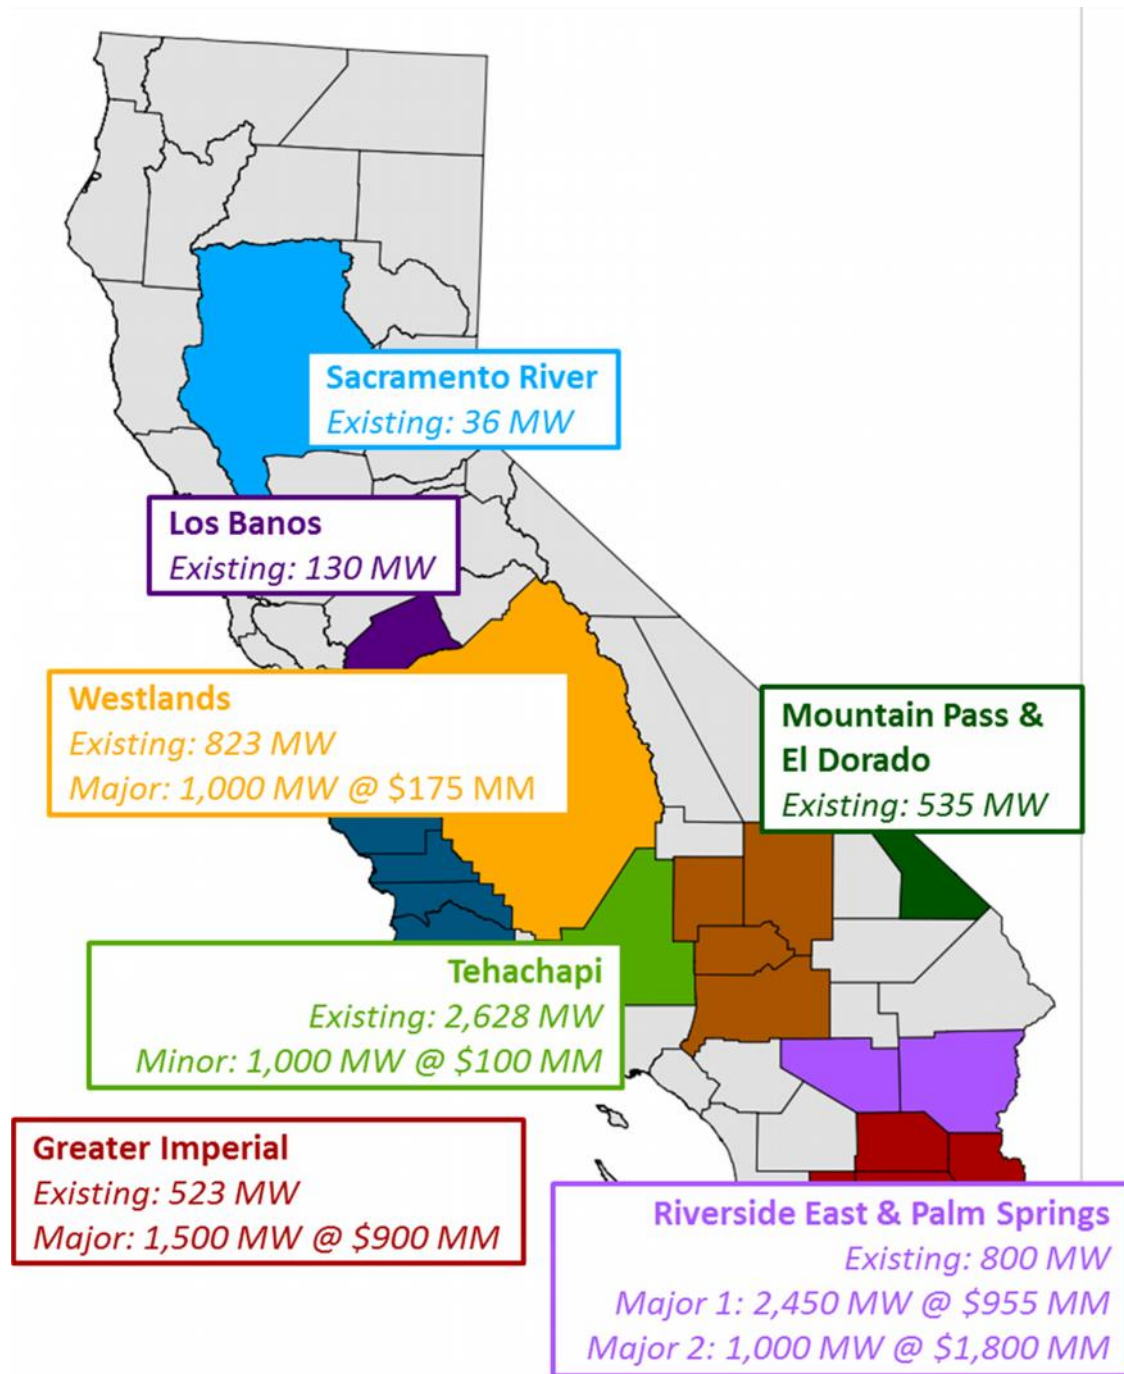 Sacramento River
Existing: 36 MW
Los Banos
Existing: 130 MW
Westlands
Existing: 823 MW
Major: 1,000 MW @ $175 MM
Mountain Pass &
El Dorado
Existing: 535 MW
Tehachapi
Existing: 2,628 MW
Minor: 1,000 MW @ $100 MM
Greater Imperial
Existing: 523 MW
Major: 1,500 MW @ $900 MM
Riverside East & Palm Springs
Existing: 800 MW
Major 1: 2,450 MW @ $955 MM
Major 2: 1,000 MW @ $1,800 MM